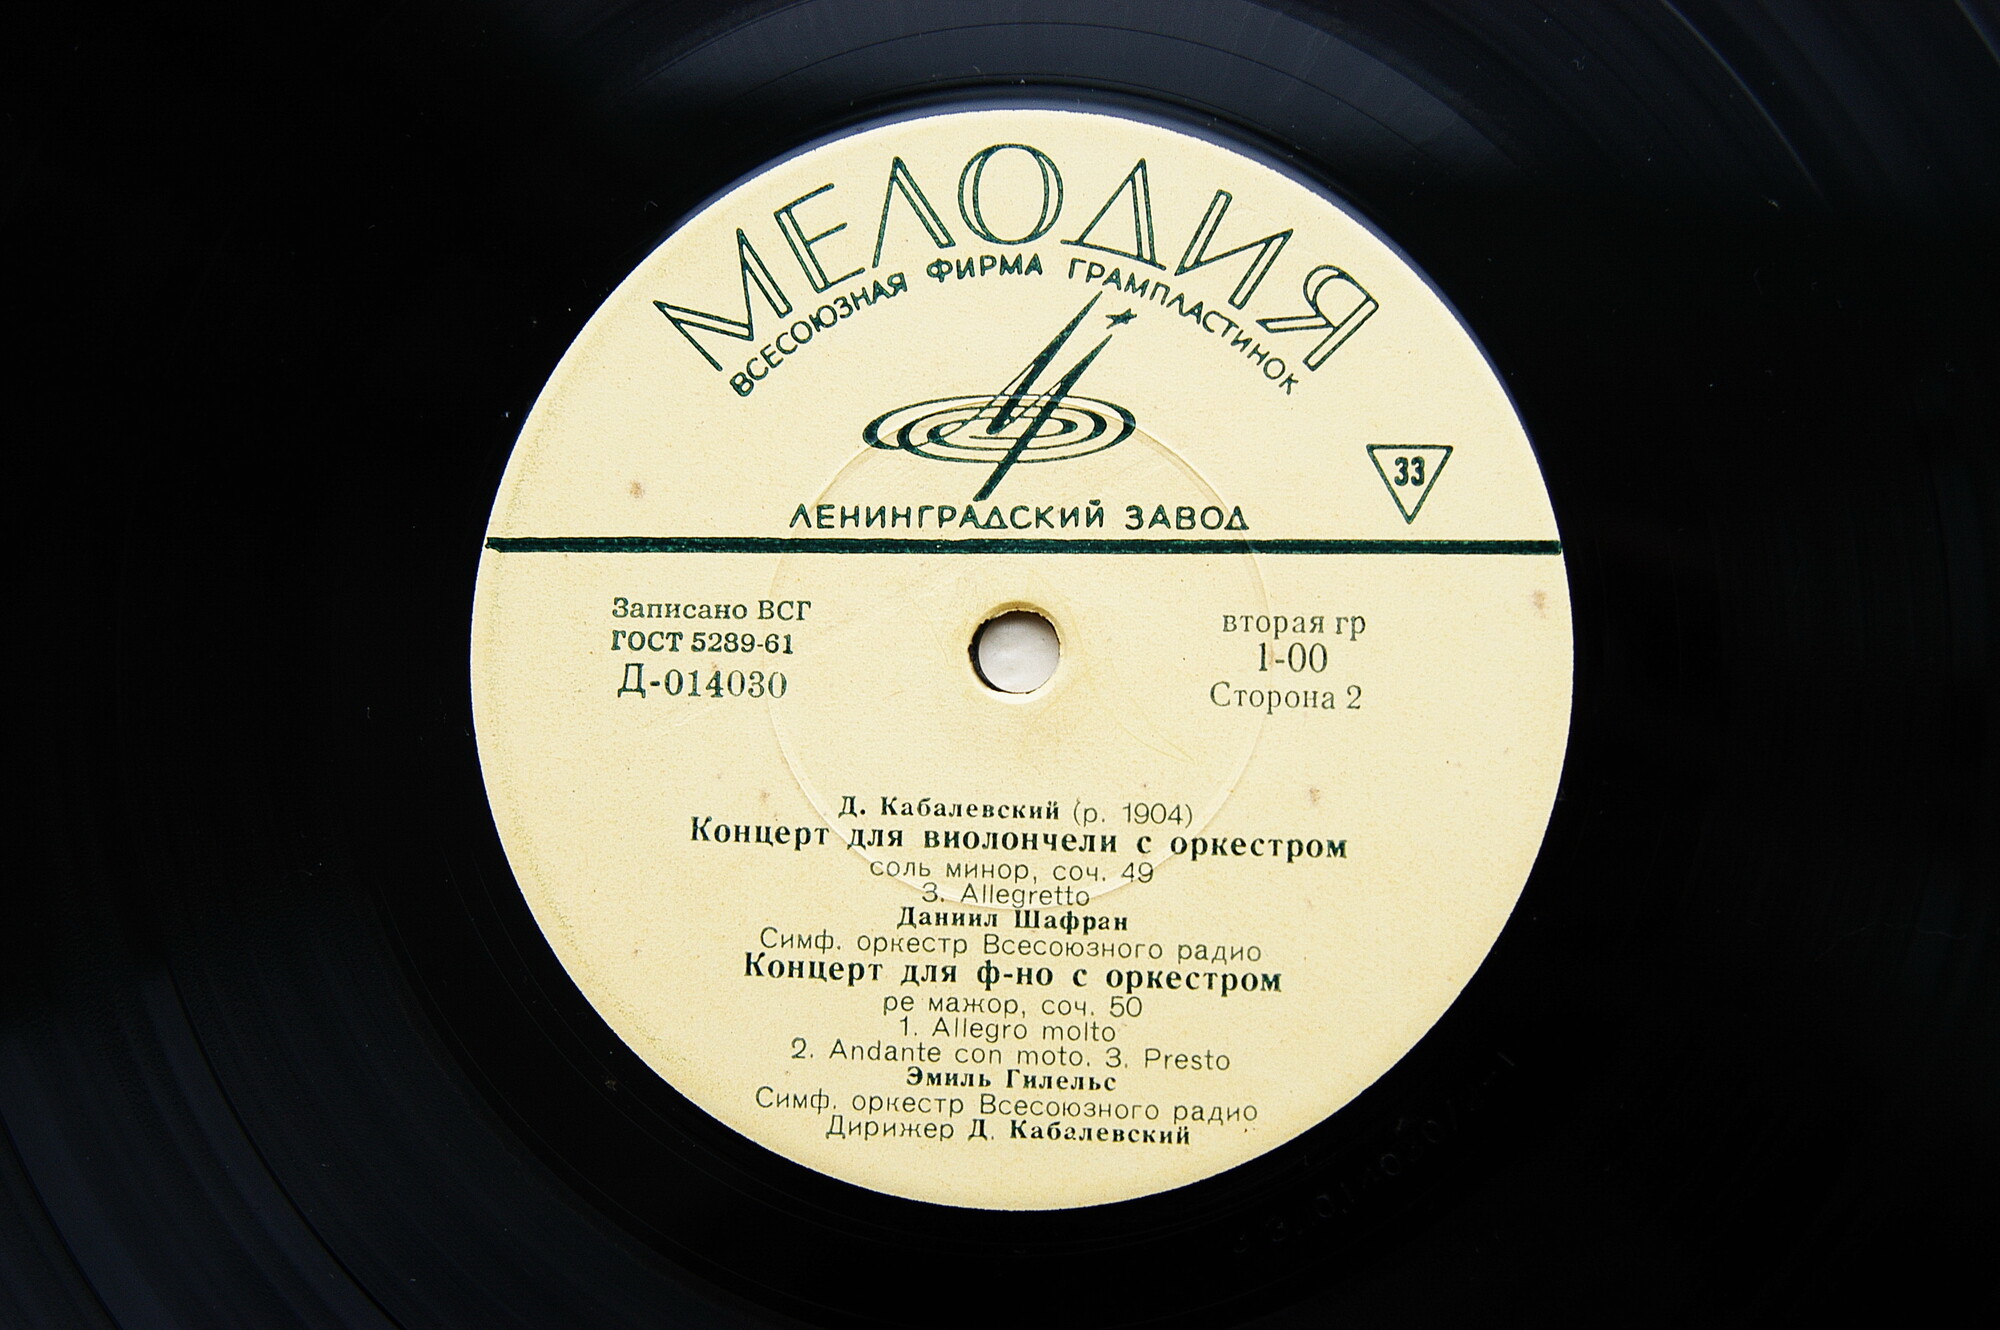 МЕЛОДИЯ
ВСЕСОЮЗНАЯ ФИРМА ГРАМПЛАСТИНОК
33
ЛЕНИНГРАДСКИЙ ЗАВОД
Записано ВСГ
ГОСТ 5289-61
Д-014030
вторая гр
1-00
Сторона 2
Д. Кабалевский (р. 1904)
Концерт для виолончели с оркестром
соль минор, соч. 49
3. Allegretto
Даниил Шафран
Симф. оркестр Всесоюзного радио
Концерт для ф-но с оркестром
ре мажор, соч. 50
1. Allegro molto
2. Andante con moto. 3. Presto
Эмиль Гилельс
Симф. оркестр Всесоюзного радио
Дирижер Д. Кабалевский